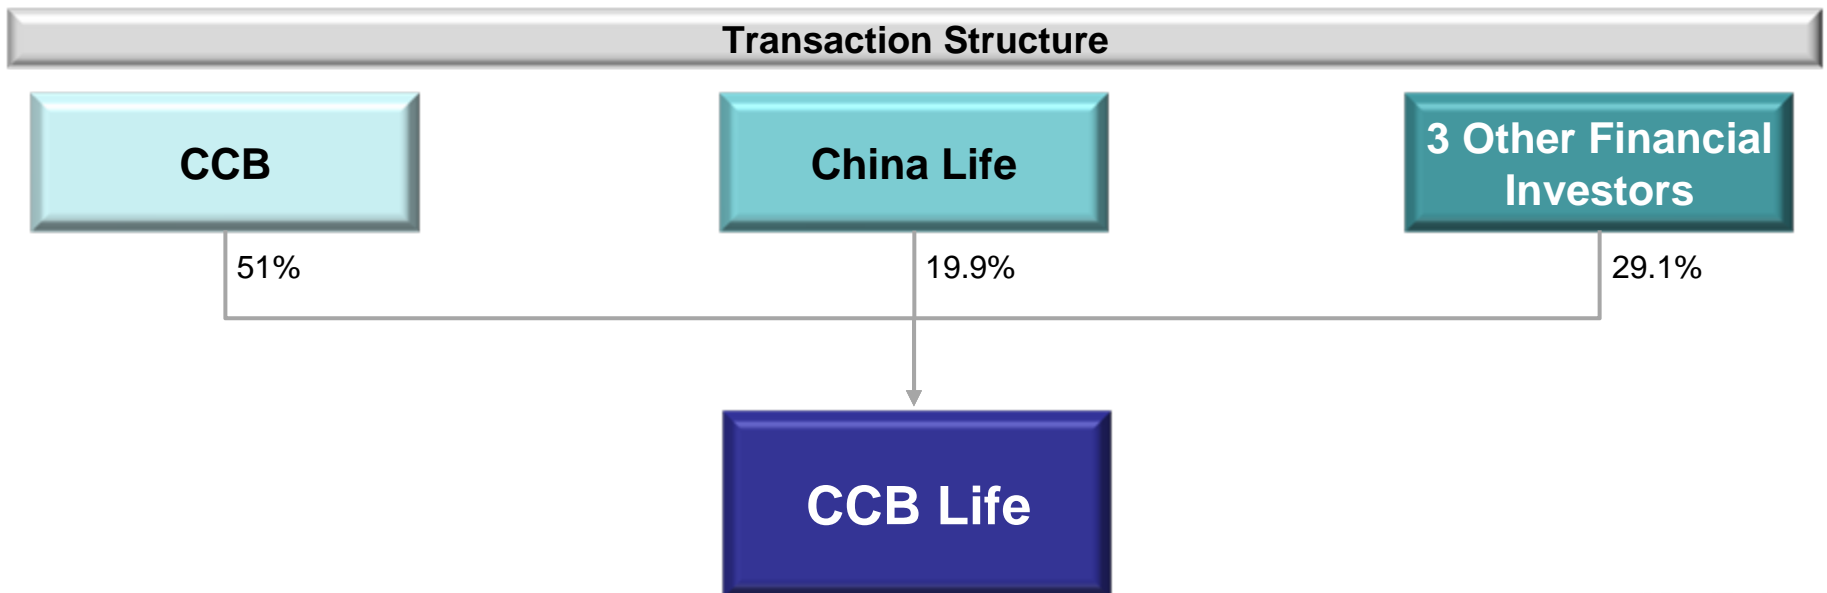 Transaction Structure
CCB
China Life
3 Other Financial
Investors
51%
19.9%
29.1%
CCB Life